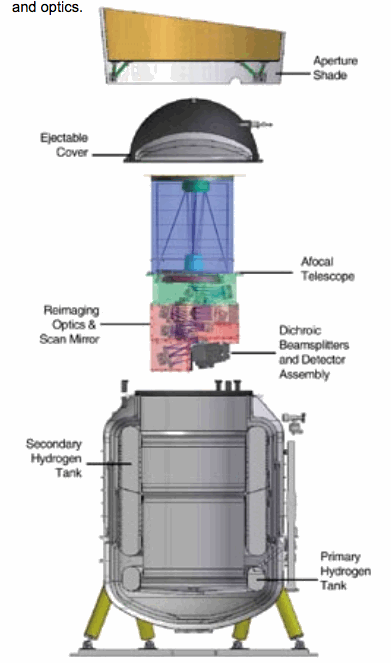 and optics.
Aperture
Shade
Ejectable
Cover
Afocal
Telescope
Reimaging
Optics &
Scan Mirror
Dichroic
Beamsplitters
and Detector
Assembly
Secondary
Hydrogen
Tank
Primary
Hydrogen
Tank